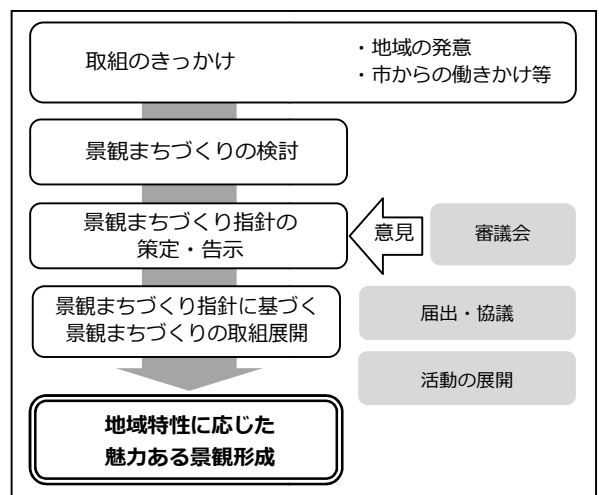 取組のきっかけ
・地域の発意
・市からの働きかけ等
景観まちづくりの検討
景観まちづくり指針の
策定・告示
意見
審議会
景観まちづくり指針に基づく
景観まちづくりの取組展開
届出・協議
活動の展開
地域特性に応じた
魅力ある景観形成